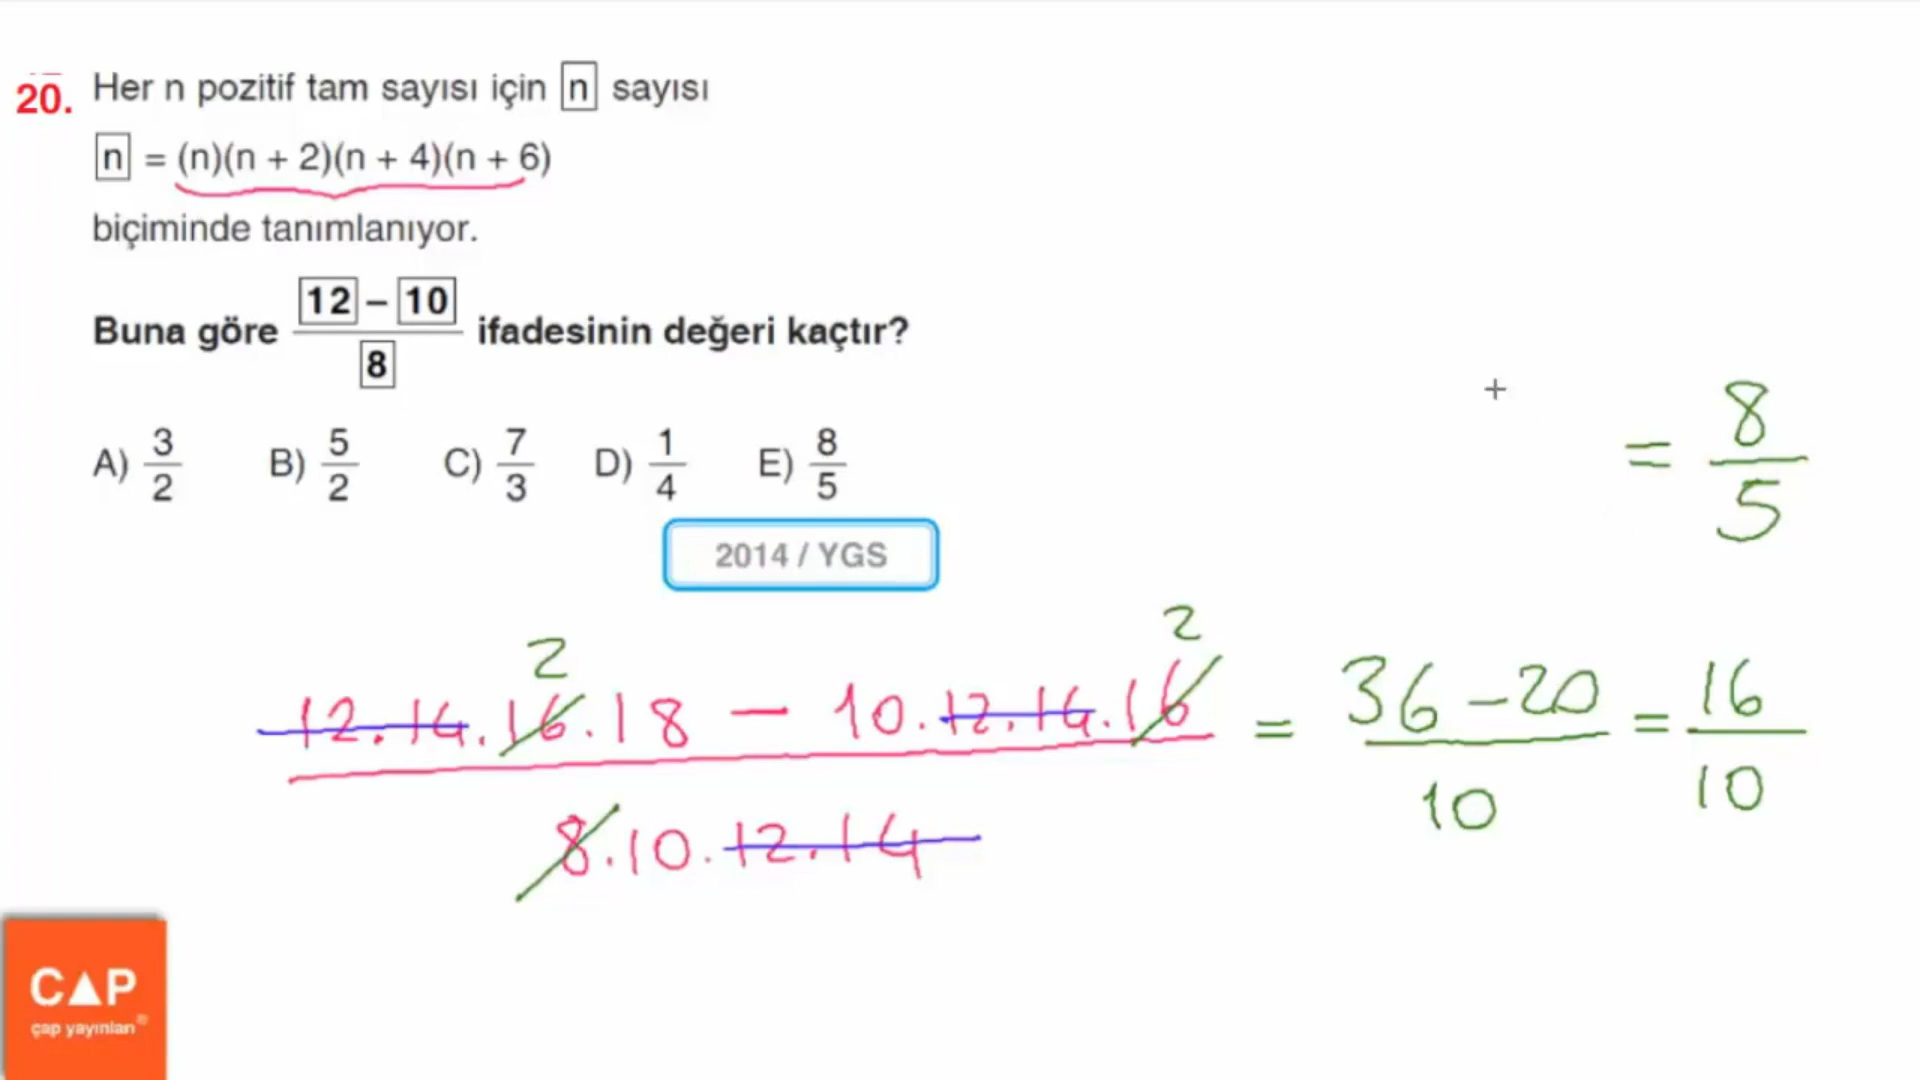 20. Her n pozitif tam sayısı için n sayısı
n = (n)(n + 2)(n + 4)(n + 6)
biçiminde tanımlanıyor.
Buna göre 12 – 10 / 8 ifadesinin değeri kaçtır?
A) 3/2 B) 5/2 C) 7/3 D) 1/4 E) 8/5
2014 / YGS
= 8/5
2 2
12.14.16.18 – 10.12.14.16 = 36-20 = 16
8.10.12.14 10 10
CAP
çap yayınları®